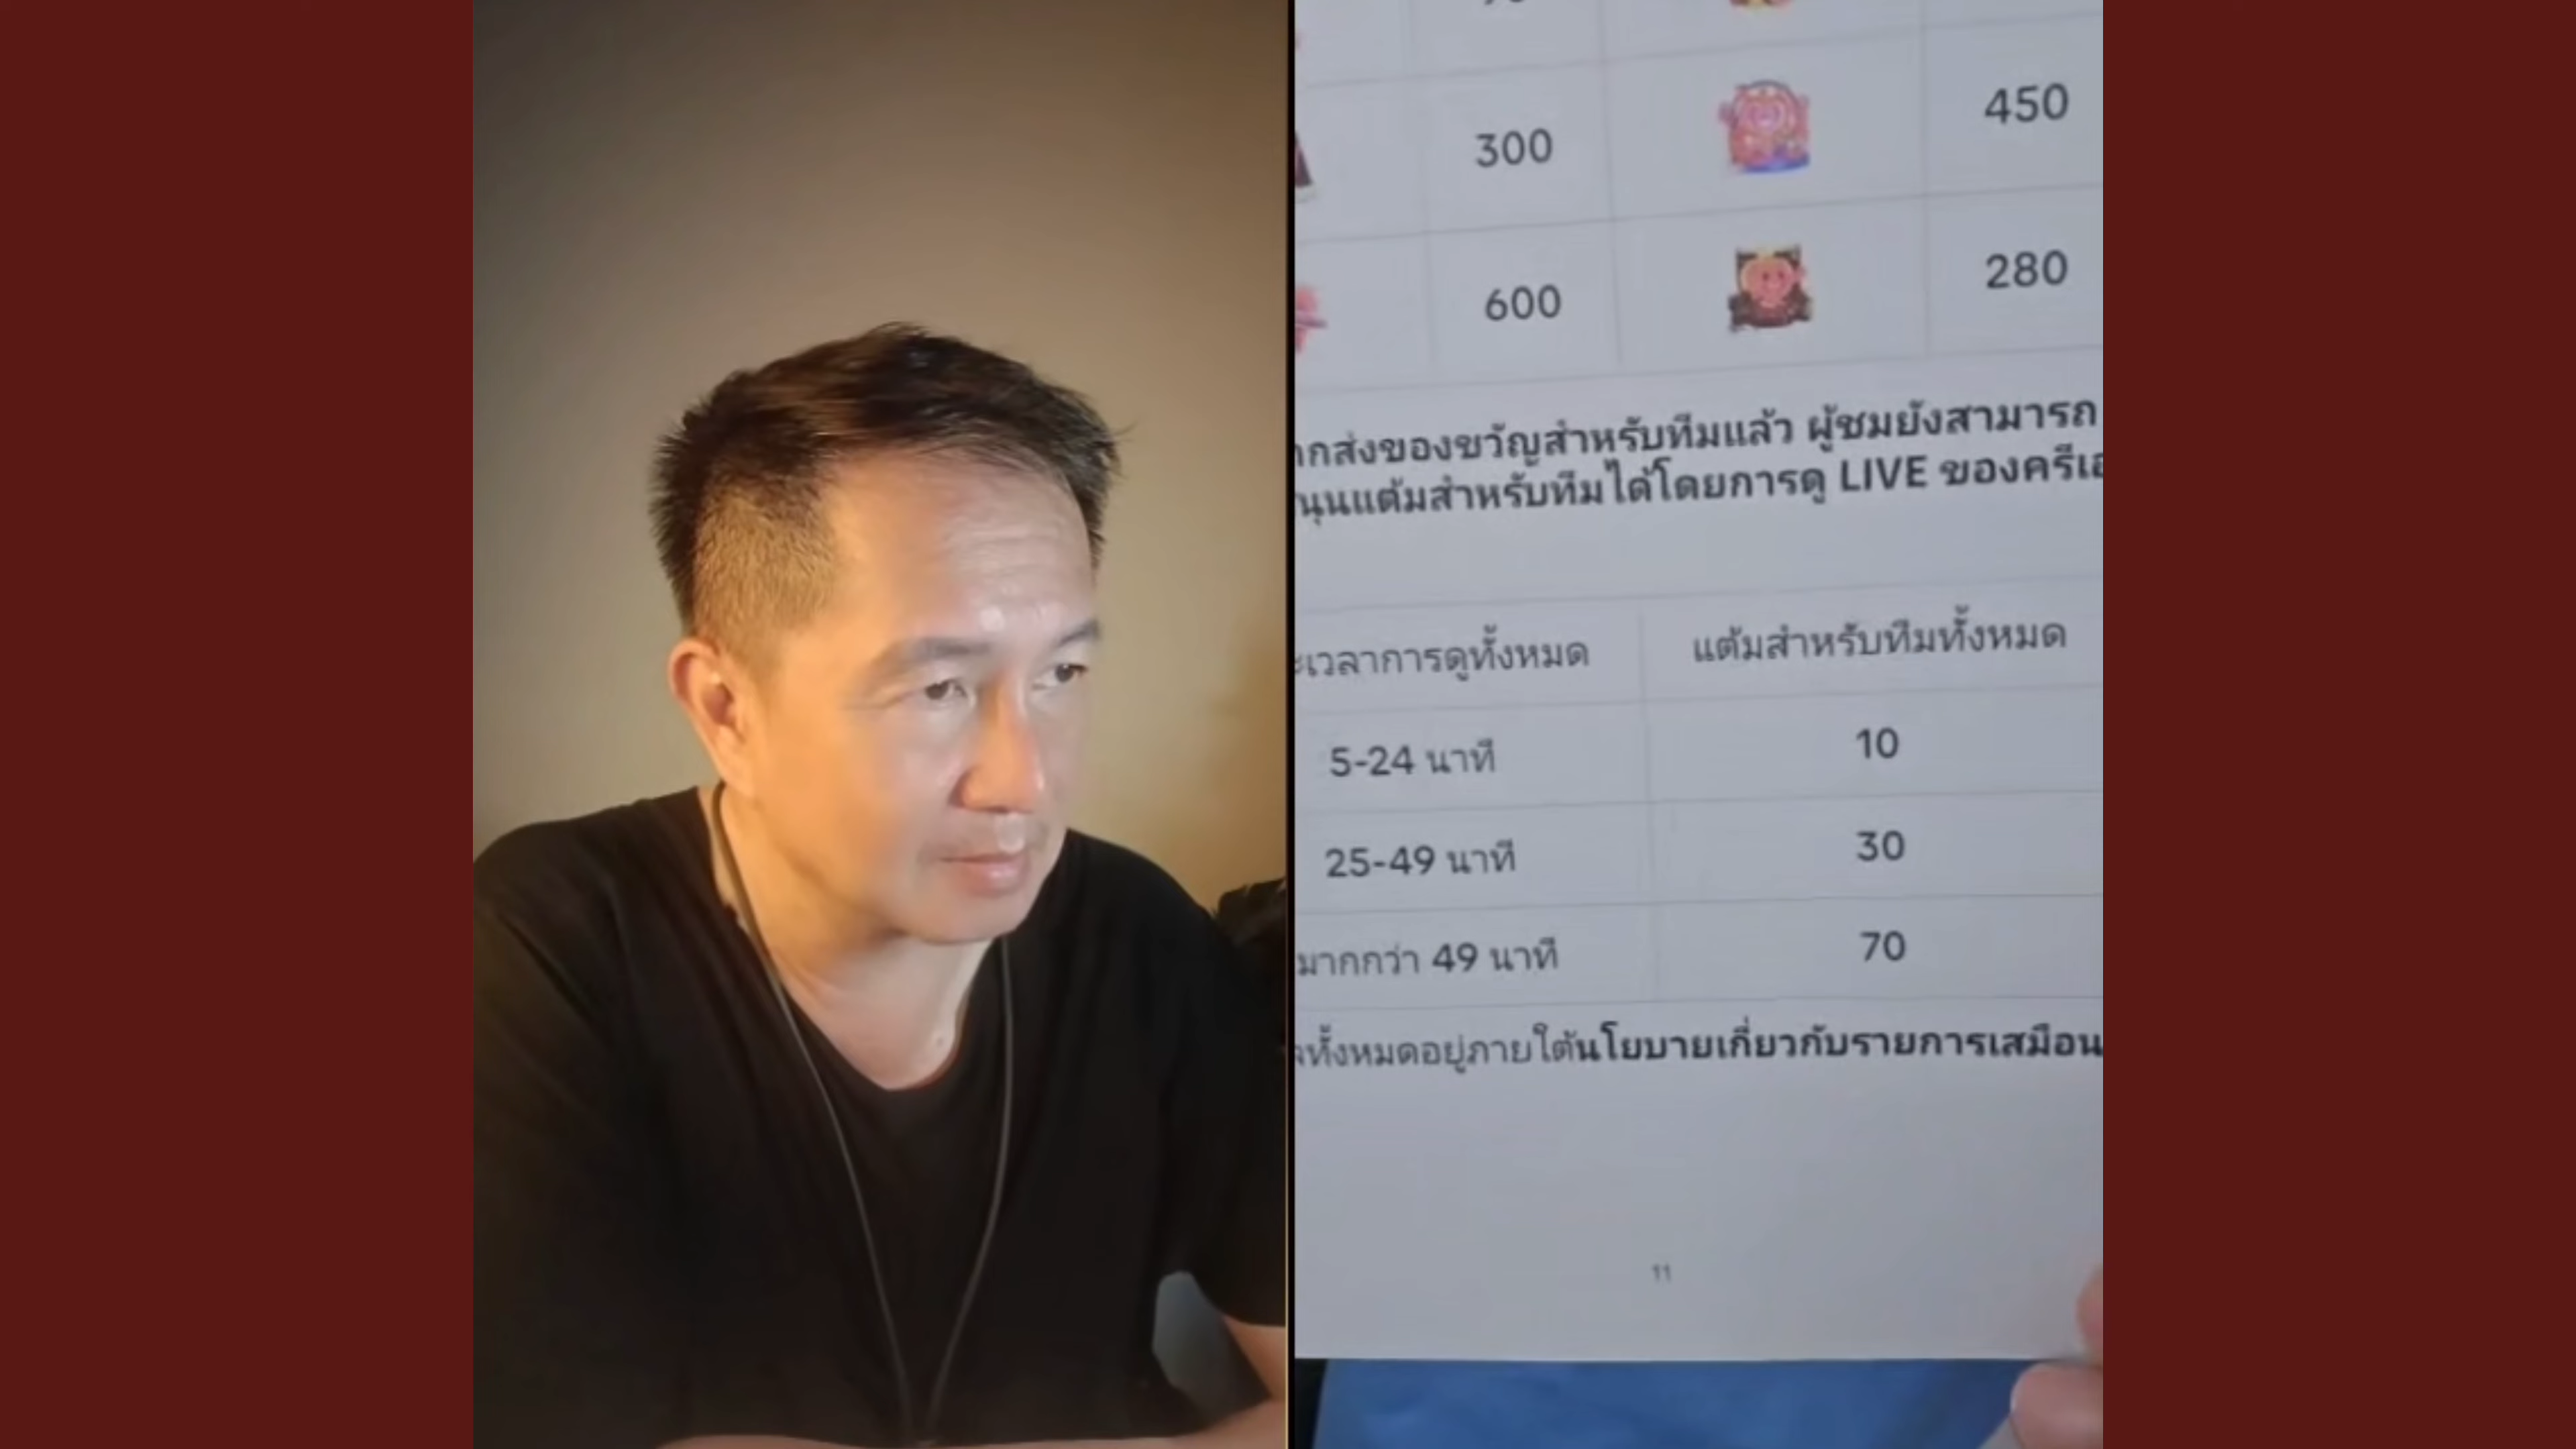 300 450
600 280
ากส่งของขวัญสำหรับทีมแล้ว ผู้ชมยังสามารถ
นุนแต้มสำหรับทีมได้โดยการดู LIVE ของครีเอ
ะเวลาการดูทั้งหมด แต้มสำหรับทีมทั้งหมด
5-24 นาที 10
25-49 นาที 30
มากกว่า 49 นาที 70
ทั้งหมดอยู่ภายใต้นโยบายเกี่ยวกับรายการเสมือน
11